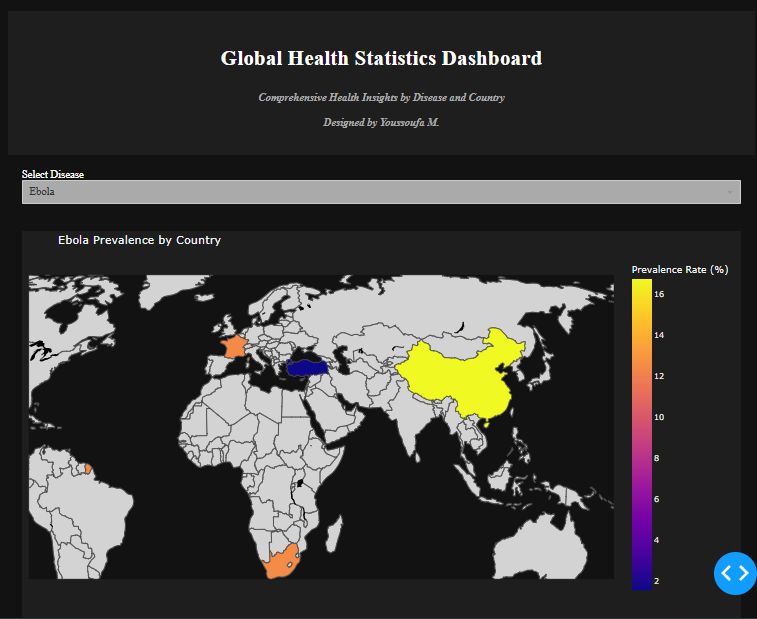 Global Health Statistics Dashboard
Comprehensive Health Insights by Disease and Country
Designed by Youssoufa M.
Select Disease
Ebola
Ebola Prevalence by Country
Prevalence Rate (%)
16
14
12
10
8
6
4
2